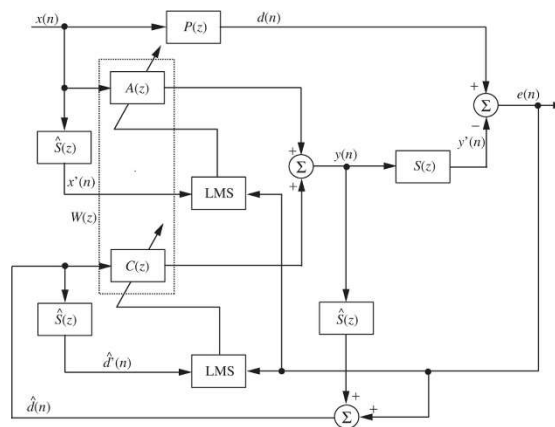 x(n)
P(z)
d(n)
A(z)
+
Σ
e(n)
−
y'(n)
Ŝ(z)
+
Σ
y(n)
S(z)
+
x'(n)
LMS
W(z)
C(z)
Ŝ(z)
Ŝ(z)
d̂'(n)
LMS
+
d̂(n)
Σ
+